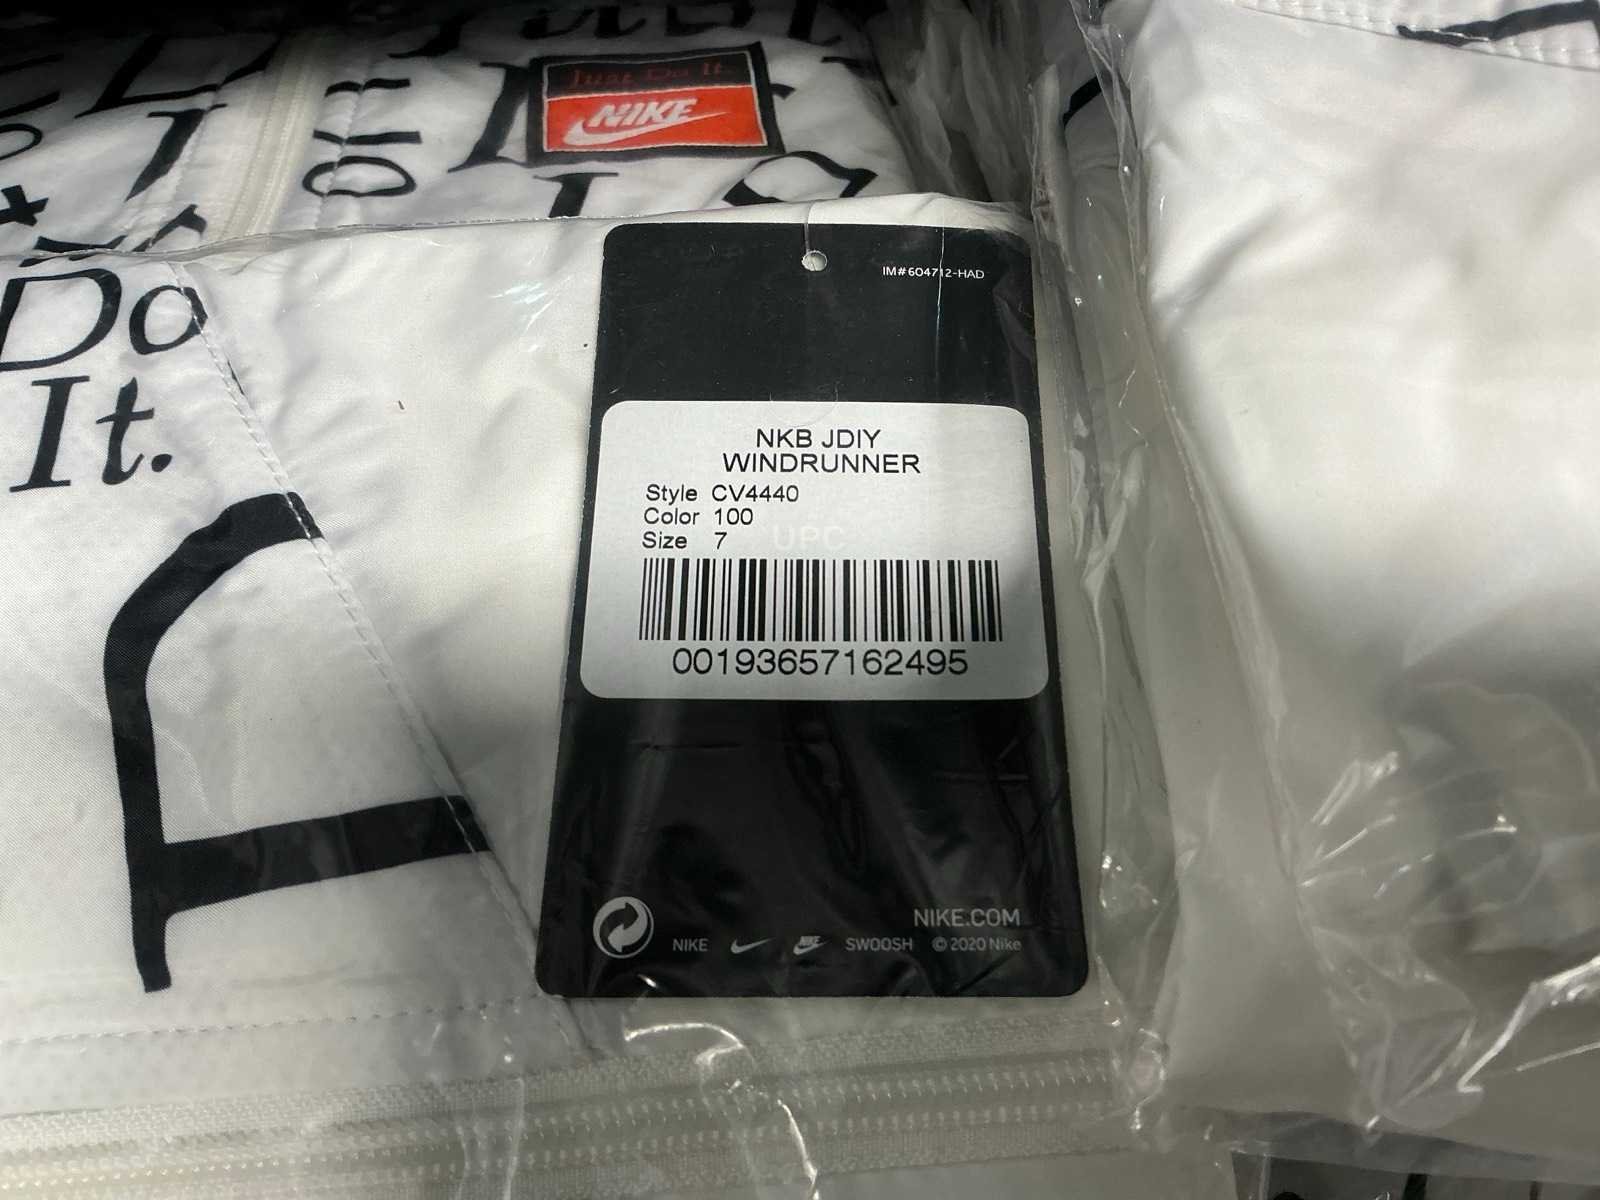 Just Do It.
NIKE
Do
It.
IM# 604712-HAD
NKB JDIY
WINDRUNNER
Style CV4440
Color 100
Size 7
UPC
00193657162495
NIKE.COM
NIKE NIKE SWOOSH © 2020 Nike